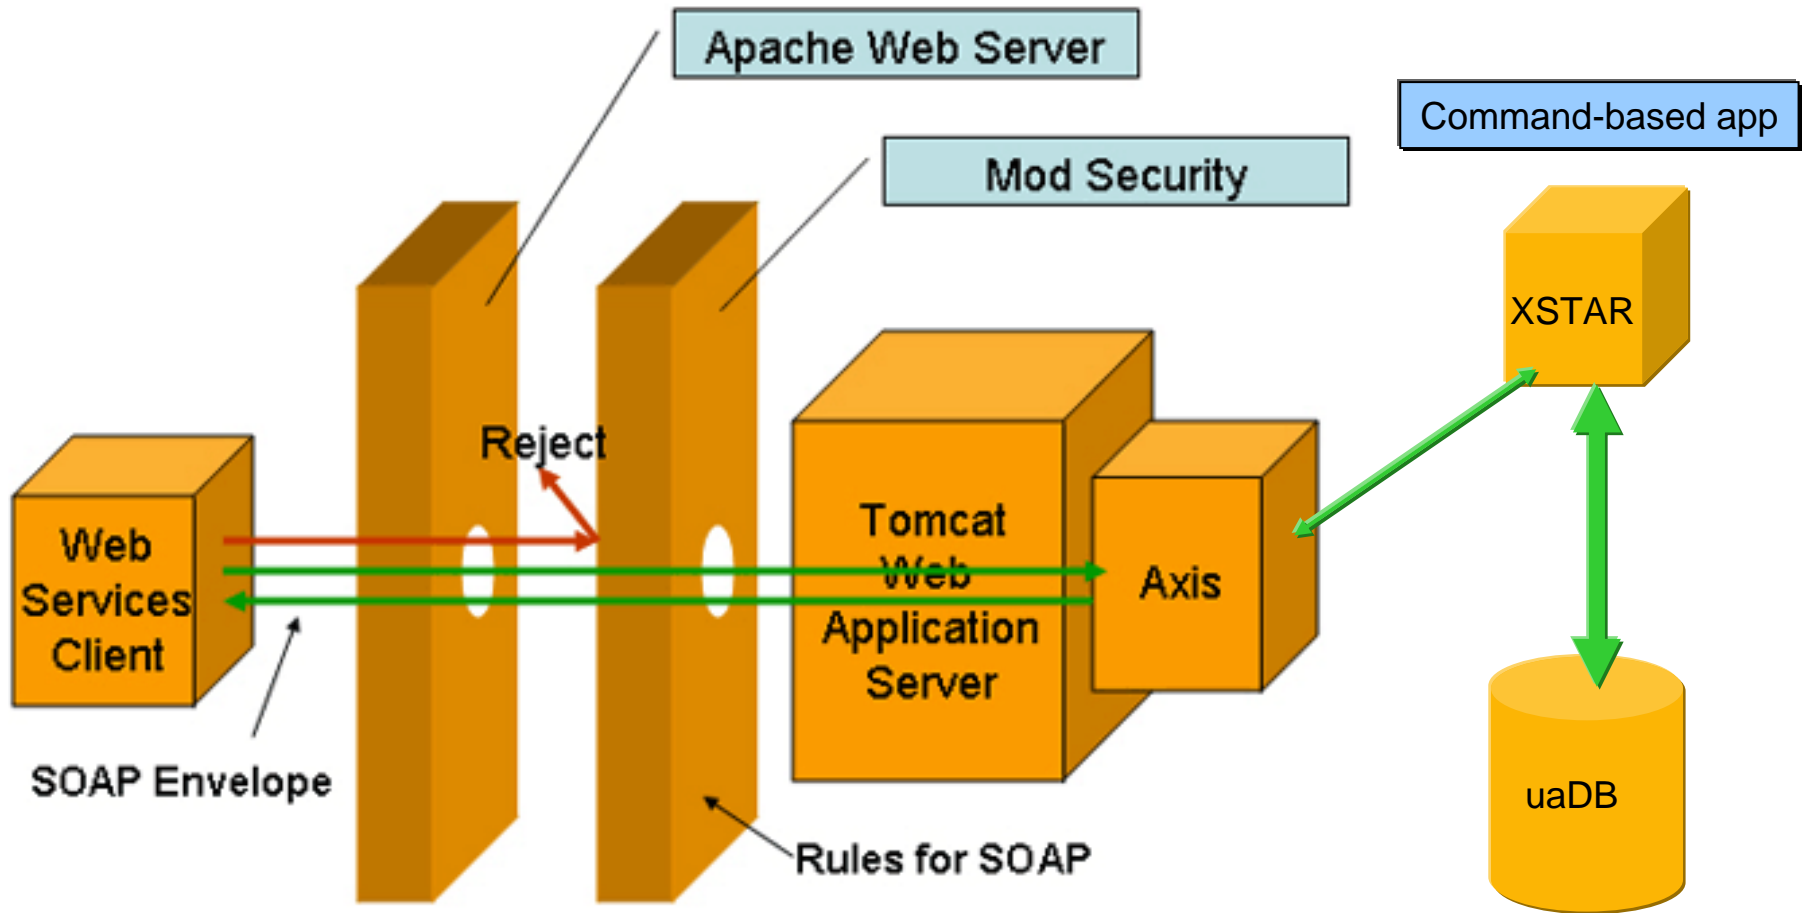 Apache Web Server
Command-based app
Mod Security
XSTAR
Reject
Web
Services
Client
Tomcat
Web
Application
Server
Axis
SOAP Envelope
uaDB
Rules for SOAP